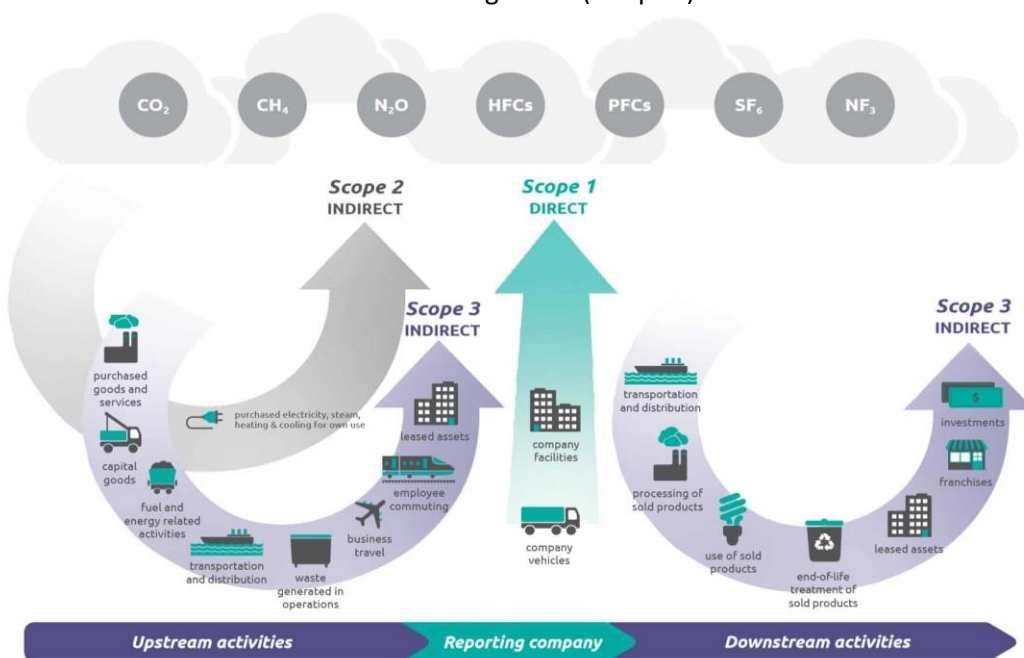 CO₂
CH₄
N₂O
HFCs
PFCs
SF₆
NF₃
Scope 2
INDIRECT
Scope 1
DIRECT
Scope 3
INDIRECT
Scope 3
INDIRECT
purchased
goods and
services
capital
goods
fuel and
energy related
activities
purchased electricity, steam,
heating & cooling for own use
transportation
and distribution
waste
generated in
operations
business
travel
employee
commuting
leased assets
company
facilities
company
vehicles
transportation
and distribution
processing of
sold products
use of sold
products
end-of-life
treatment of
sold products
leased assets
franchises
$
investments
Upstream activities
Reporting company
Downstream activities